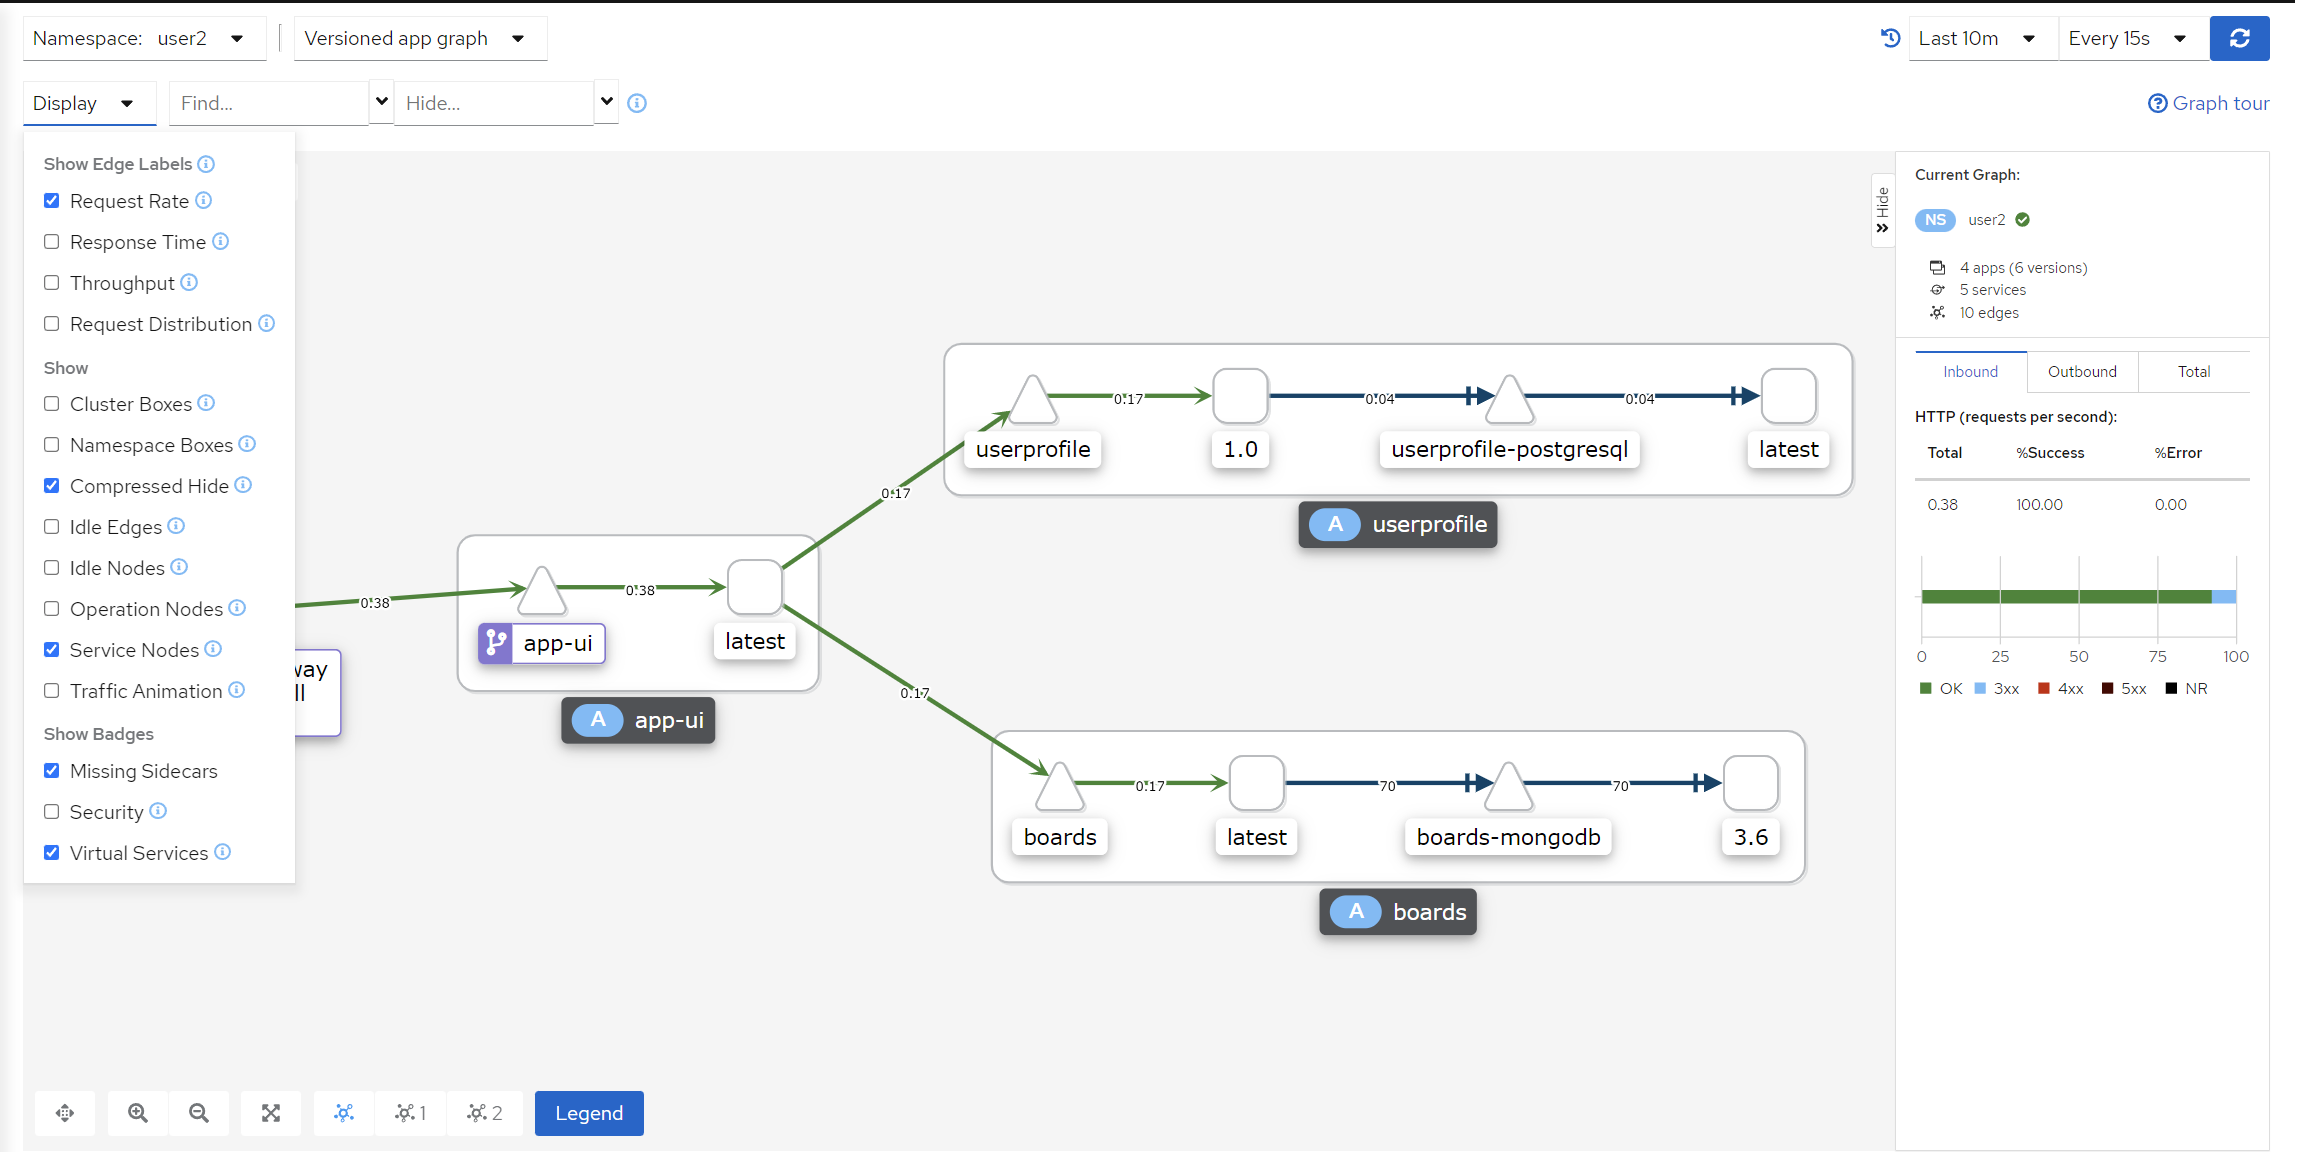 Namespace: user2
Versioned app graph
Last 10m
Every 15s
Display
Find...
Hide...
Graph tour
Show Edge Labels
Request Rate
Response Time
Throughput
Request Distribution
Show
Cluster Boxes
Namespace Boxes
Compressed Hide
Idle Edges
Idle Nodes
Operation Nodes
Service Nodes
Traffic Animation
Show Badges
Missing Sidecars
Security
Virtual Services
0.38
way
ll
0.38
app-ui
latest
A app-ui
0.17
0.17
0.17
0.04
0.04
userprofile
1.0
userprofile-postgresql
latest
A userprofile
0.17
70
70
boards
latest
boards-mongodb
3.6
A boards
1
2
Legend
Hide
Current Graph:
NS user2
4 apps (6 versions)
5 services
10 edges
Inbound
Outbound
Total
HTTP (requests per second):
Total %Success %Error
0.38 100.00 0.00
0 25 50 75 100
OK 3xx 4xx 5xx NR